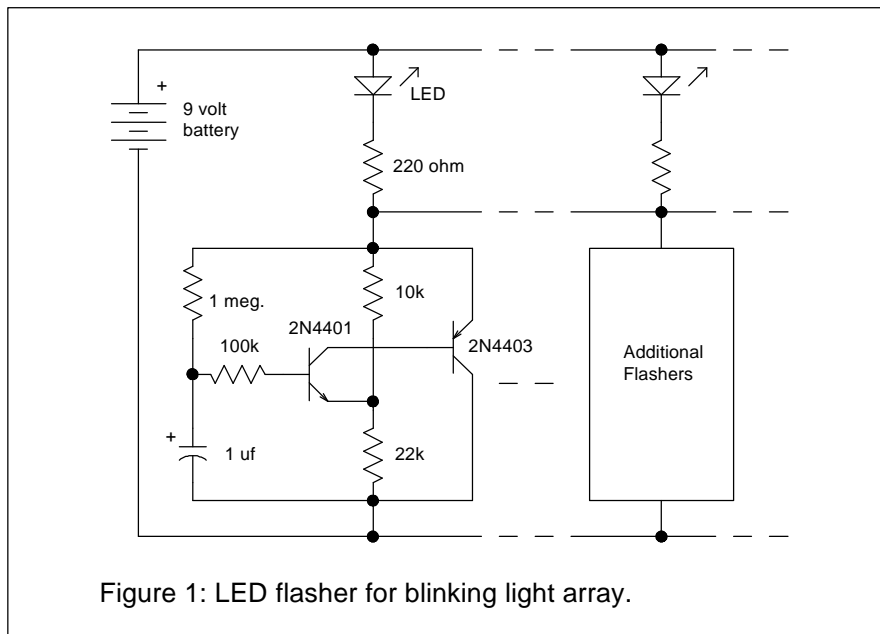 +
9 volt
battery
LED
220 ohm
1 meg.
10k
2N4401
100k
2N4403
Additional
Flashers
+
1 uf
22k
Figure 1: LED flasher for blinking light array.